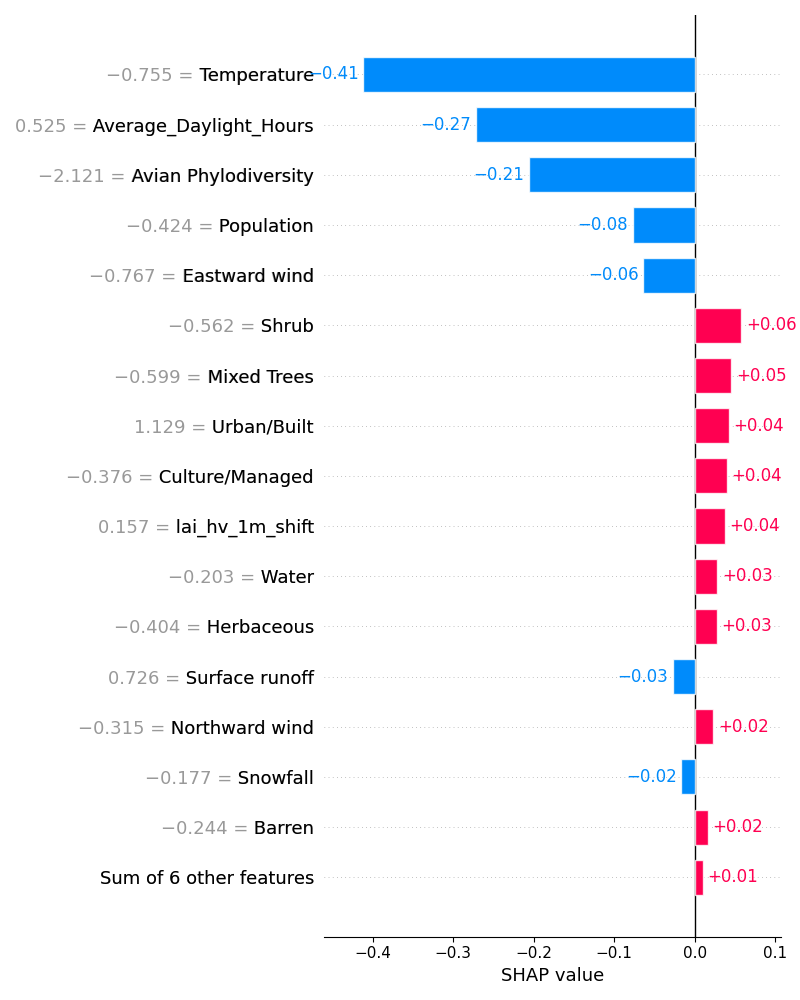 −0.755 = Temperature −0.41
0.525 = Average_Daylight_Hours −0.27
−2.121 = Avian Phylodiversity −0.21
−0.424 = Population −0.08
−0.767 = Eastward wind −0.06
−0.562 = Shrub +0.06
−0.599 = Mixed Trees +0.05
1.129 = Urban/Built +0.04
−0.376 = Culture/Managed +0.04
0.157 = lai_hv_1m_shift +0.04
−0.203 = Water +0.03
−0.404 = Herbaceous +0.03
0.726 = Surface runoff −0.03
−0.315 = Northward wind +0.02
−0.177 = Snowfall −0.02
−0.244 = Barren +0.02
Sum of 6 other features +0.01
−0.4 −0.3 −0.2 −0.1 0.0 0.1
SHAP value